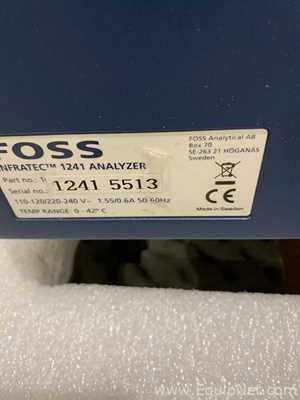 FOSS
INFRATEC™ 1241 ANALYZER
Part no.:
Serial no.:
1241 5513
110-120/220-240 V~ 1.55/0.6A 50-60Hz
TEMP RANGE: 0 - 42° C
FOSS Analytical AB
Box 70
SE-263 21 HÖGANÄS
Sweden
CE
Made in Sweden
www.EquipNet.com